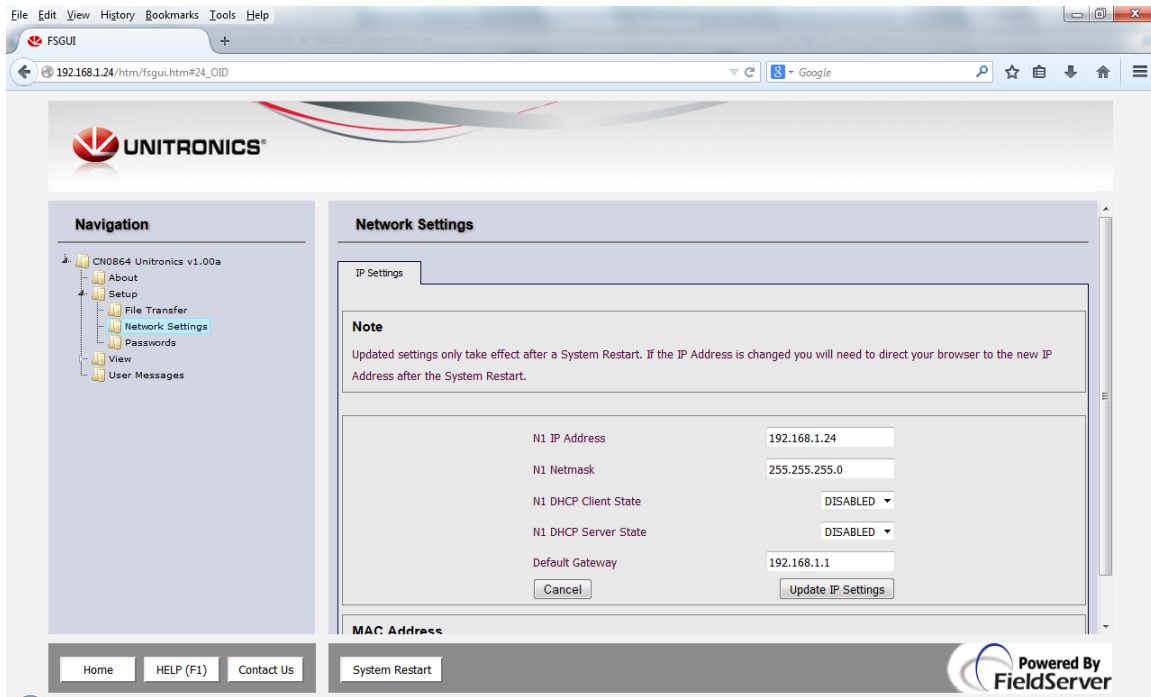 File Edit View History Bookmarks Tools Help
FSGUI +
192.168.1.24/htm/fsgui.htm#24_OID
8 Google
UNITRONICS®
Navigation
CN0864 Unitronics v1.00a
About
Setup
File Transfer
Network Settings
Passwords
View
User Messages
Network Settings
IP Settings
Note
Updated settings only take effect after a System Restart. If the IP Address is changed you will need to direct your browser to the new IP
Address after the System Restart.
N1 IP Address 192.168.1.24
N1 Netmask 255.255.255.0
N1 DHCP Client State DISABLED
N1 DHCP Server State DISABLED
Default Gateway 192.168.1.1
Cancel Update IP Settings
MAC Address
Home HELP (F1) Contact Us System Restart
Powered By
FieldServer